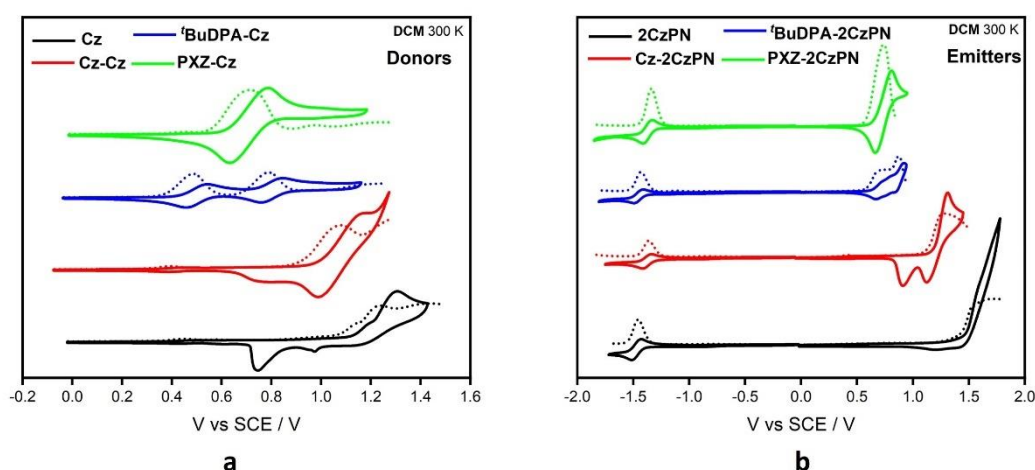 Cz
ᵗBuDPA-Cz
DCM 300 K
Cz-Cz
PXZ-Cz
Donors
-0.2 0.0 0.2 0.4 0.6 0.8 1.0 1.2 1.4 1.6
V vs SCE / V
a
2CzPN
ᵗBuDPA-2CzPN
DCM 300 K
Cz-2CzPN
PXZ-2CzPN
Emitters
-2.0 -1.5 -1.0 -0.5 0.0 0.5 1.0 1.5 2.0
V vs SCE / V
b